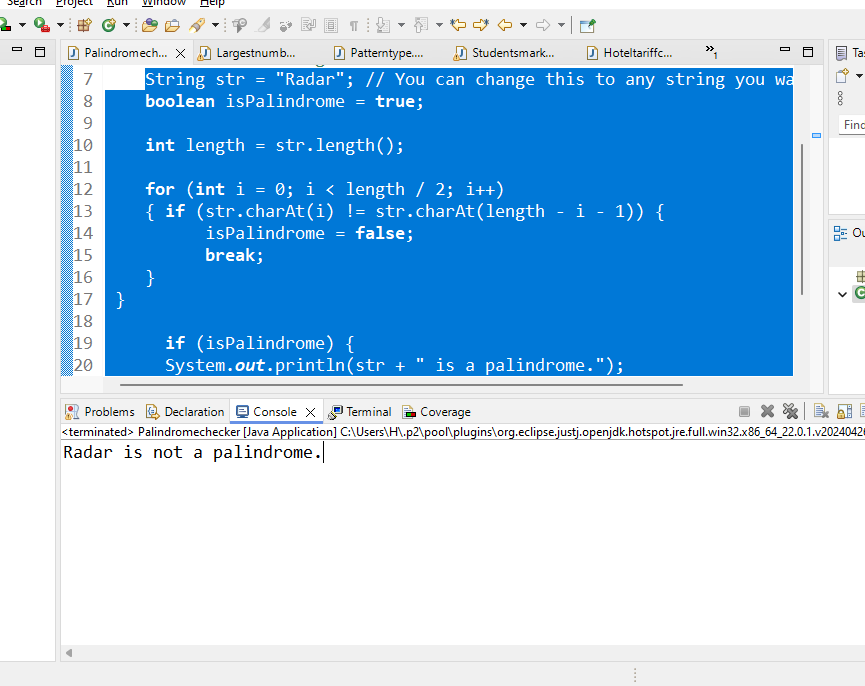 Search Project Run Window Help
Palindromech... Largestnumb... Patterntype.... Studentsmark... Hoteltariffc... »1
7 String str = "Radar"; // You can change this to any string you wa
8 boolean isPalindrome = true;
9
10 int length = str.length();
11
12 for (int i = 0; i < length / 2; i++)
13 { if (str.charAt(i) != str.charAt(length - i - 1)) {
14 isPalindrome = false;
15 break;
16 }
17 }
18
19 if (isPalindrome) {
20 System.out.println(str + " is a palindrome.");
Tas
Find
Ou
Problems Declaration Console Terminal Coverage
<terminated> Palindromechecker [Java Application] C:\Users\H\.p2\pool\plugins\org.eclipse.justj.openjdk.hotspot.jre.full.win32.x86_64_22.0.1.v20240426
Radar is not a palindrome.